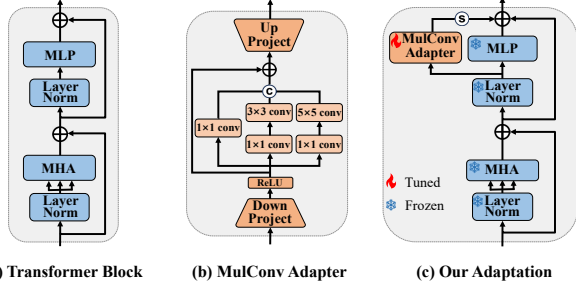 MLP
Layer
Norm
MHA
Layer
Norm
) Transformer Block
Up
Project
C
1×1 conv
3×3 conv
5×5 conv
1×1 conv
1×1 conv
ReLU
Down
Project
(b) MulConv Adapter
S
MulConv
Adapter
MLP
Layer
Norm
MHA
Layer
Norm
Tuned
Frozen
(c) Our Adaptation